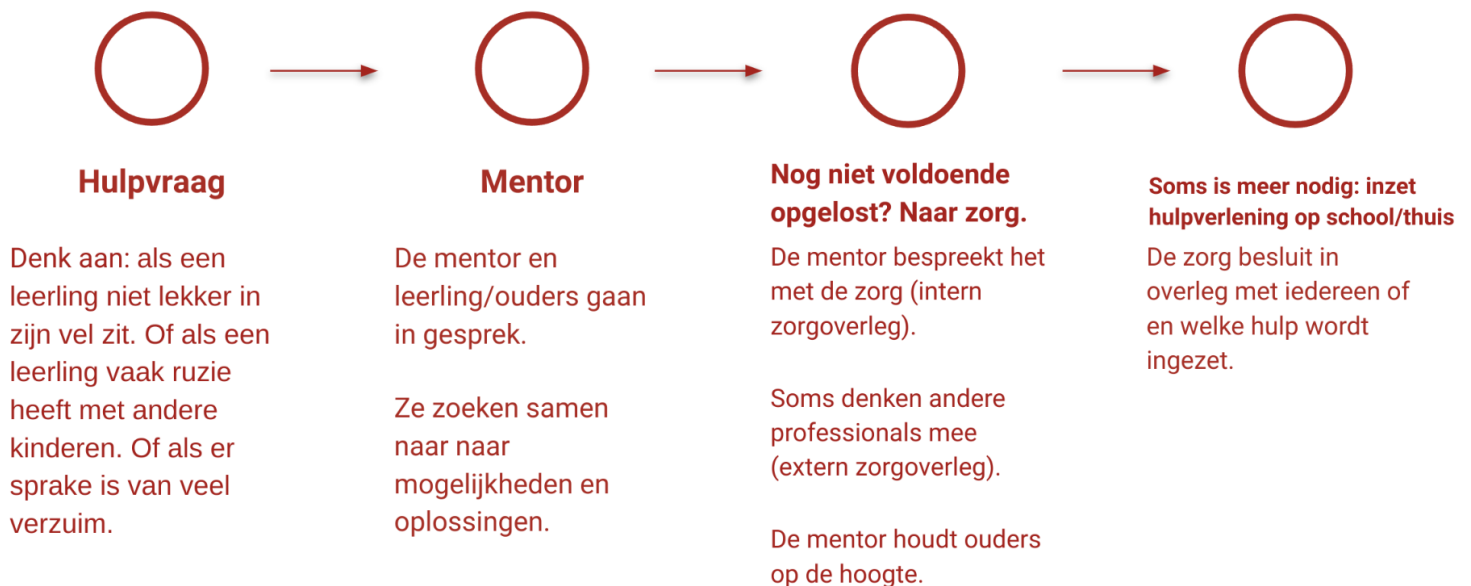 Hulpvraag
Denk aan: als een
leerling niet lekker in
zijn vel zit. Of als een
leerling vaak ruzie
heeft met andere
kinderen. Of als er
sprake is van veel
verzuim.
Mentor
De mentor en
leerling/ouders gaan
in gesprek.
Ze zoeken samen
naar naar
mogelijkheden en
oplossingen.
Nog niet voldoende
opgelost? Naar zorg.
De mentor bespreekt het
met de zorg (intern
zorgoverleg).
Soms denken andere
professionals mee
(extern zorgoverleg).
De mentor houdt ouders
op de hoogte.
Soms is meer nodig: inzet
hulpverlening op school/thuis
De zorg besluit in
overleg met iedereen of
en welke hulp wordt
ingezet.